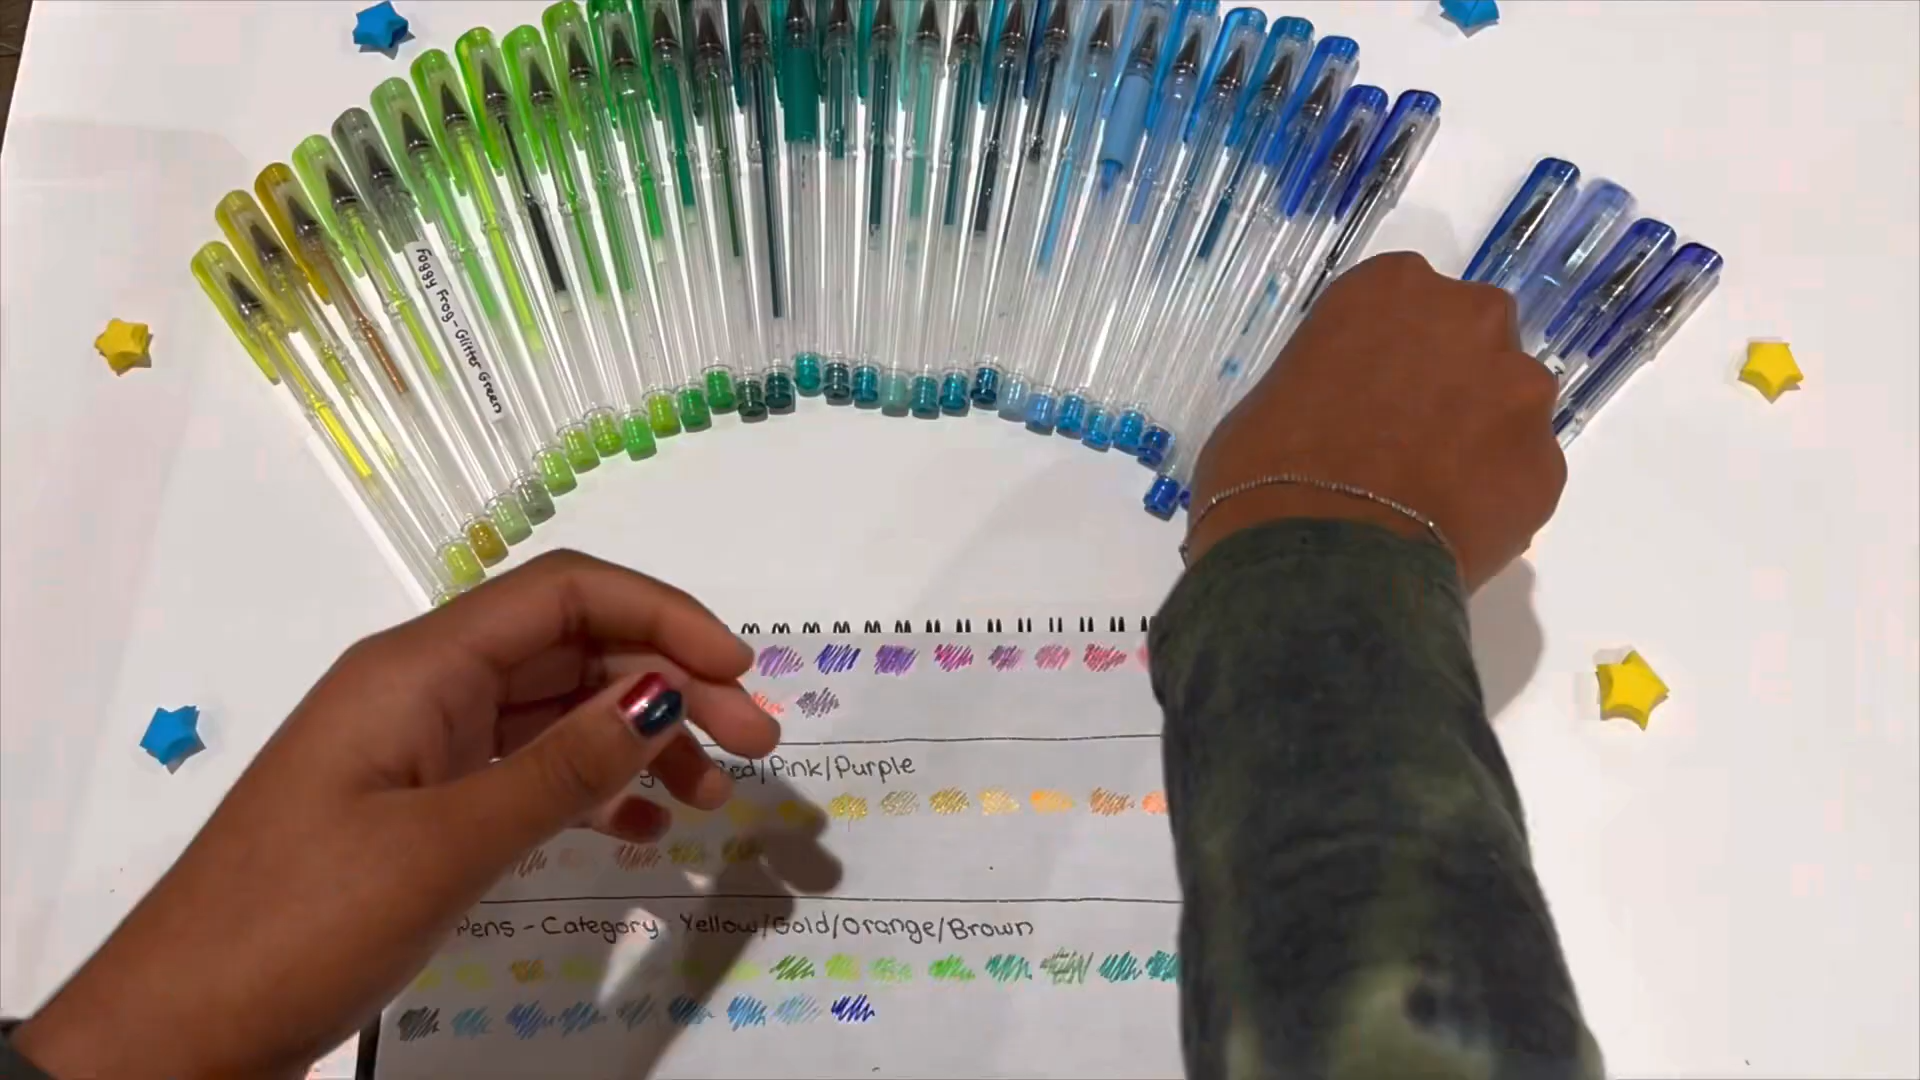 Foggy Frog-Glitter Green
Red/Pink/Purple
Pens - Category Yellow/Gold/Orange/Brown